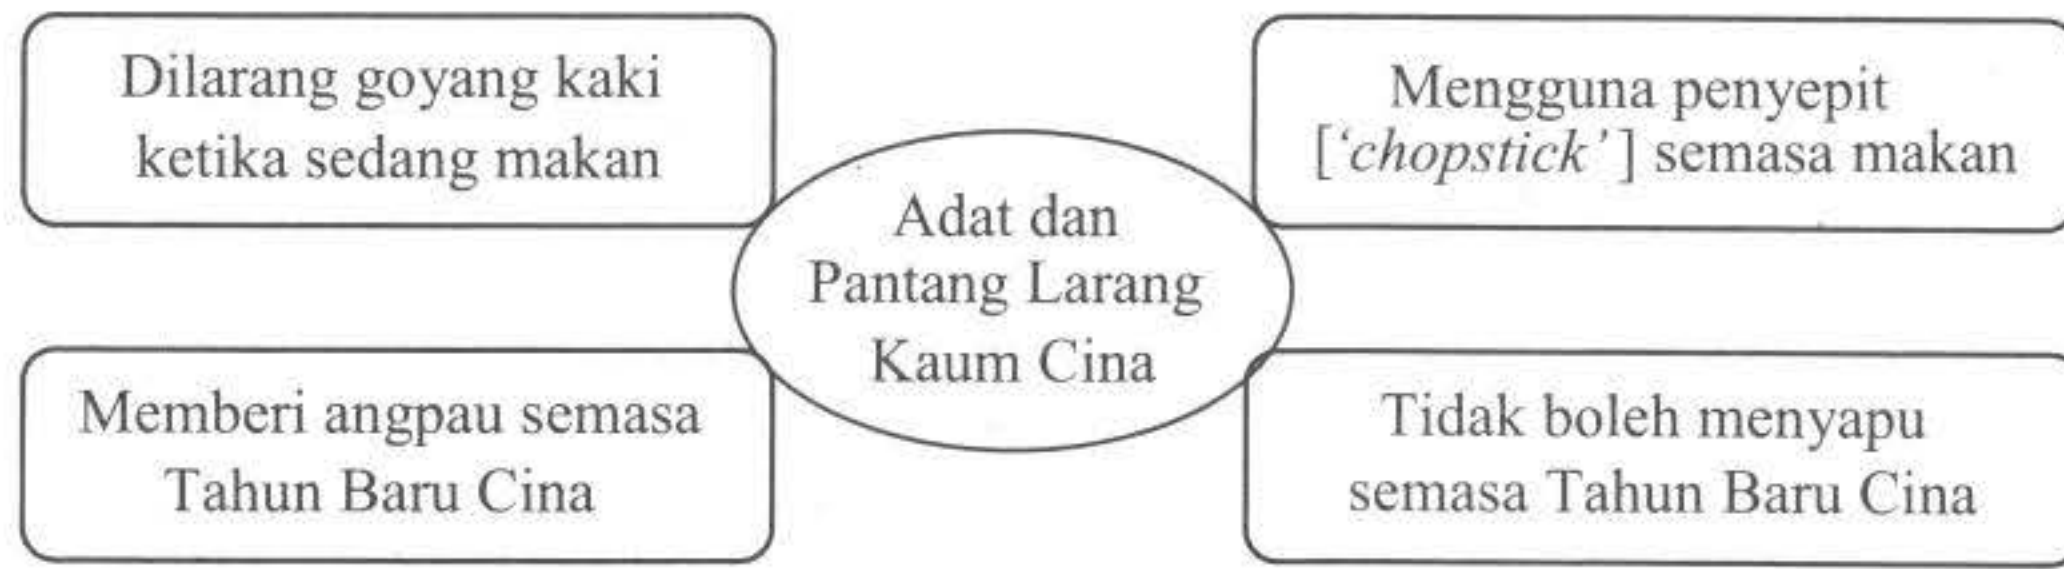 Dilarang goyang kaki
ketika sedang makan
Mengguna penyepit
['chopstick'] semasa makan
Adat dan
Pantang Larang
Kaum Cina
Memberi angpau semasa
Tahun Baru Cina
Tidak boleh menyapu
semasa Tahun Baru Cina